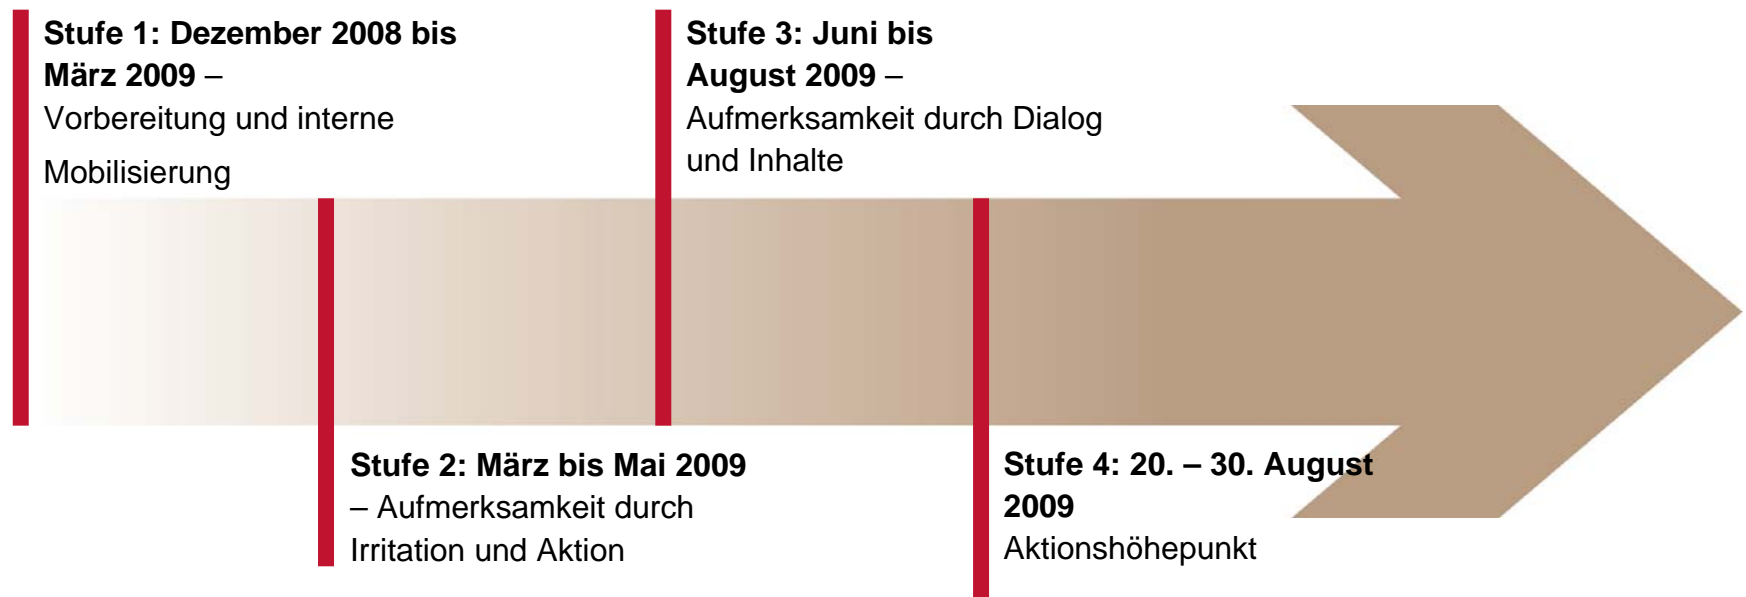 Stufe 1: Dezember 2008 bis
März 2009 –
Vorbereitung und interne
Mobilisierung
Stufe 2: März bis Mai 2009
– Aufmerksamkeit durch
Irritation und Aktion
Stufe 3: Juni bis
August 2009 –
Aufmerksamkeit durch Dialog
und Inhalte
Stufe 4: 20. – 30. August
2009
Aktionshöhepunkt